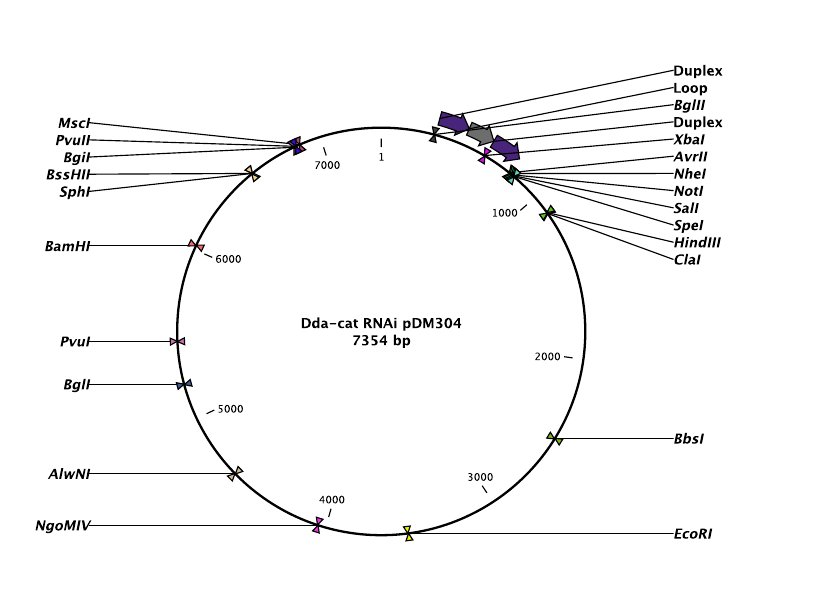 Duplex
Loop
BglII
Duplex
XbaI
AvrII
NheI
NotI
SalI
SpeI
HindIII
ClaI
MscI
PvuII
BgiI
BssHII
SphI
BamHI
PvuI
BglI
AlwNI
NgoMIV
BbsI
EcoRI
1
1000
2000
3000
4000
5000
6000
7000
Dda-cat RNAi pDM304
7354 bp